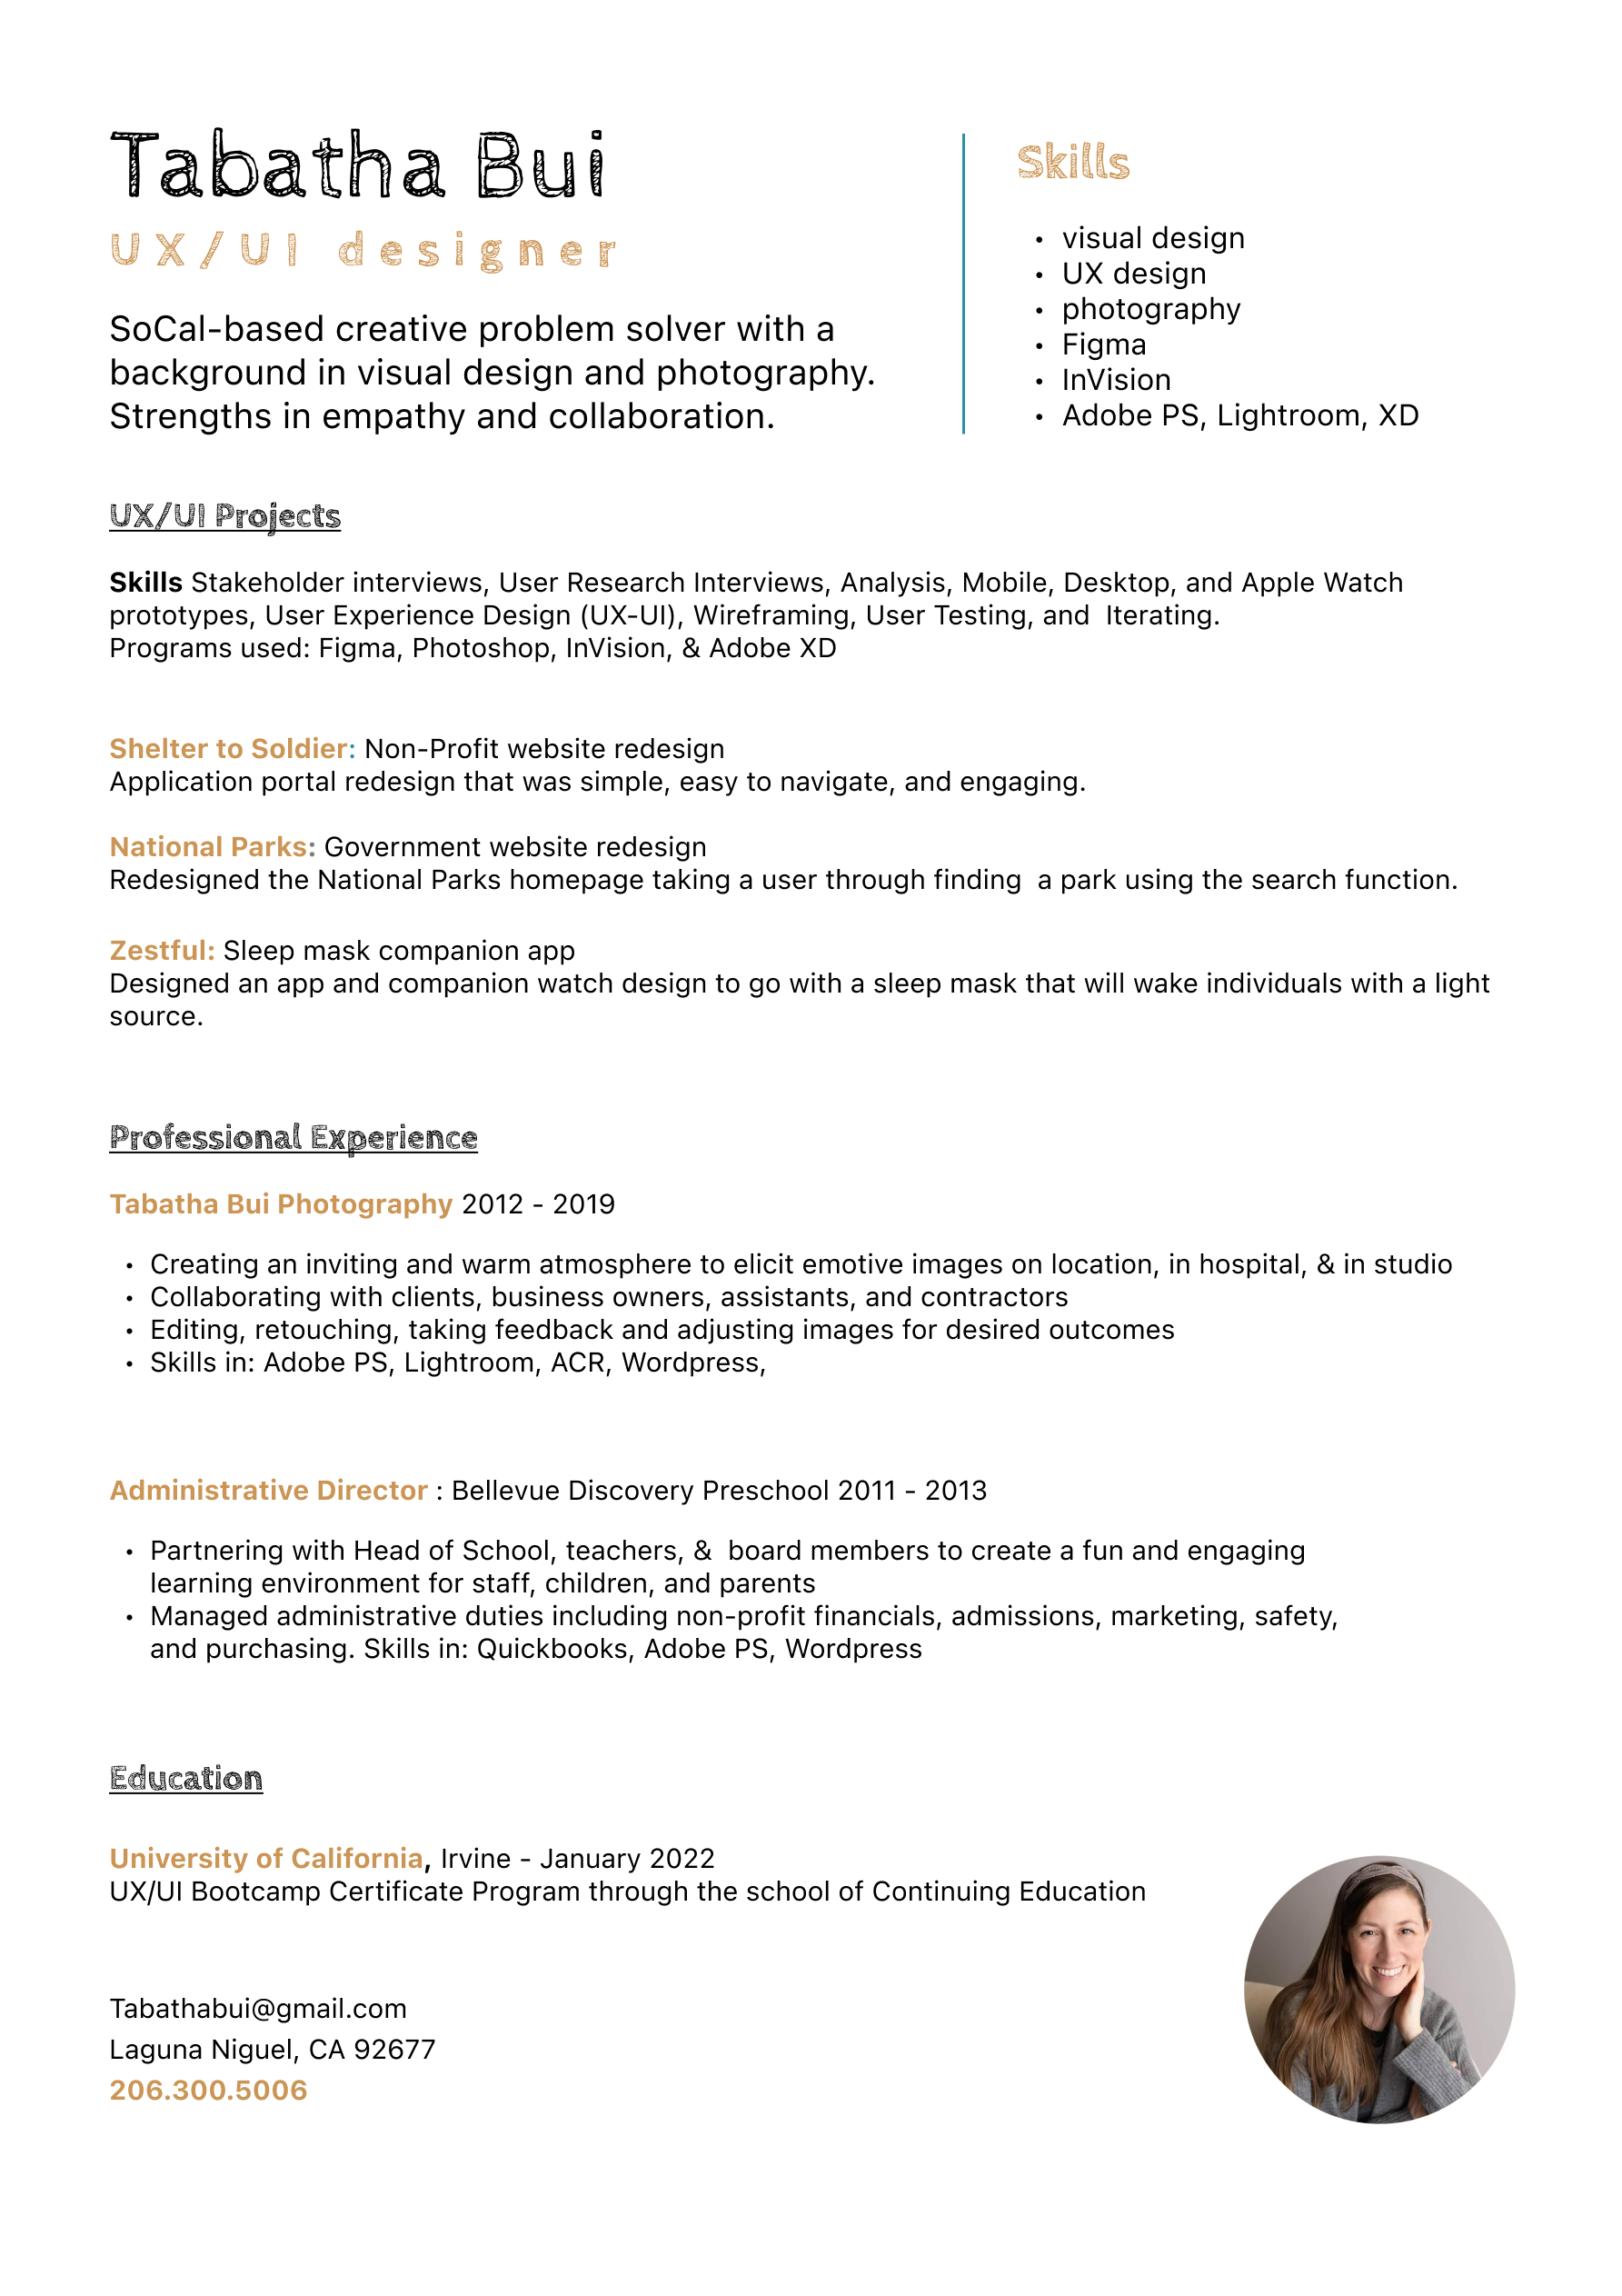 Tabatha Bui
UX/UI designer
SoCal-based creative problem solver with a
background in visual design and photography.
Strengths in empathy and collaboration.
Skills
• visual design
• UX design
• photography
• Figma
• InVision
• Adobe PS, Lightroom, XD
UX/UI Projects
Skills Stakeholder interviews, User Research Interviews, Analysis, Mobile, Desktop, and Apple Watch
prototypes, User Experience Design (UX-UI), Wireframing, User Testing, and  Iterating.
Programs used: Figma, Photoshop, InVision, & Adobe XD
Shelter to Soldier: Non-Profit website redesign
Application portal redesign that was simple, easy to navigate, and engaging.
National Parks: Government website redesign
Redesigned the National Parks homepage taking a user through finding  a park using the search function.
Zestful: Sleep mask companion app
Designed an app and companion watch design to go with a sleep mask that will wake individuals with a light
source.
Professional Experience
Tabatha Bui Photography 2012 - 2019
• Creating an inviting and warm atmosphere to elicit emotive images on location, in hospital, & in studio
• Collaborating with clients, business owners, assistants, and contractors
• Editing, retouching, taking feedback and adjusting images for desired outcomes
• Skills in: Adobe PS, Lightroom, ACR, Wordpress,
Administrative Director : Bellevue Discovery Preschool 2011 - 2013
• Partnering with Head of School, teachers, &  board members to create a fun and engaging
learning environment for staff, children, and parents
• Managed administrative duties including non-profit financials, admissions, marketing, safety,
and purchasing. Skills in: Quickbooks, Adobe PS, Wordpress
Education
University of California, Irvine - January 2022
UX/UI Bootcamp Certificate Program through the school of Continuing Education
Tabathabui@gmail.com
Laguna Niguel, CA 92677
206.300.5006